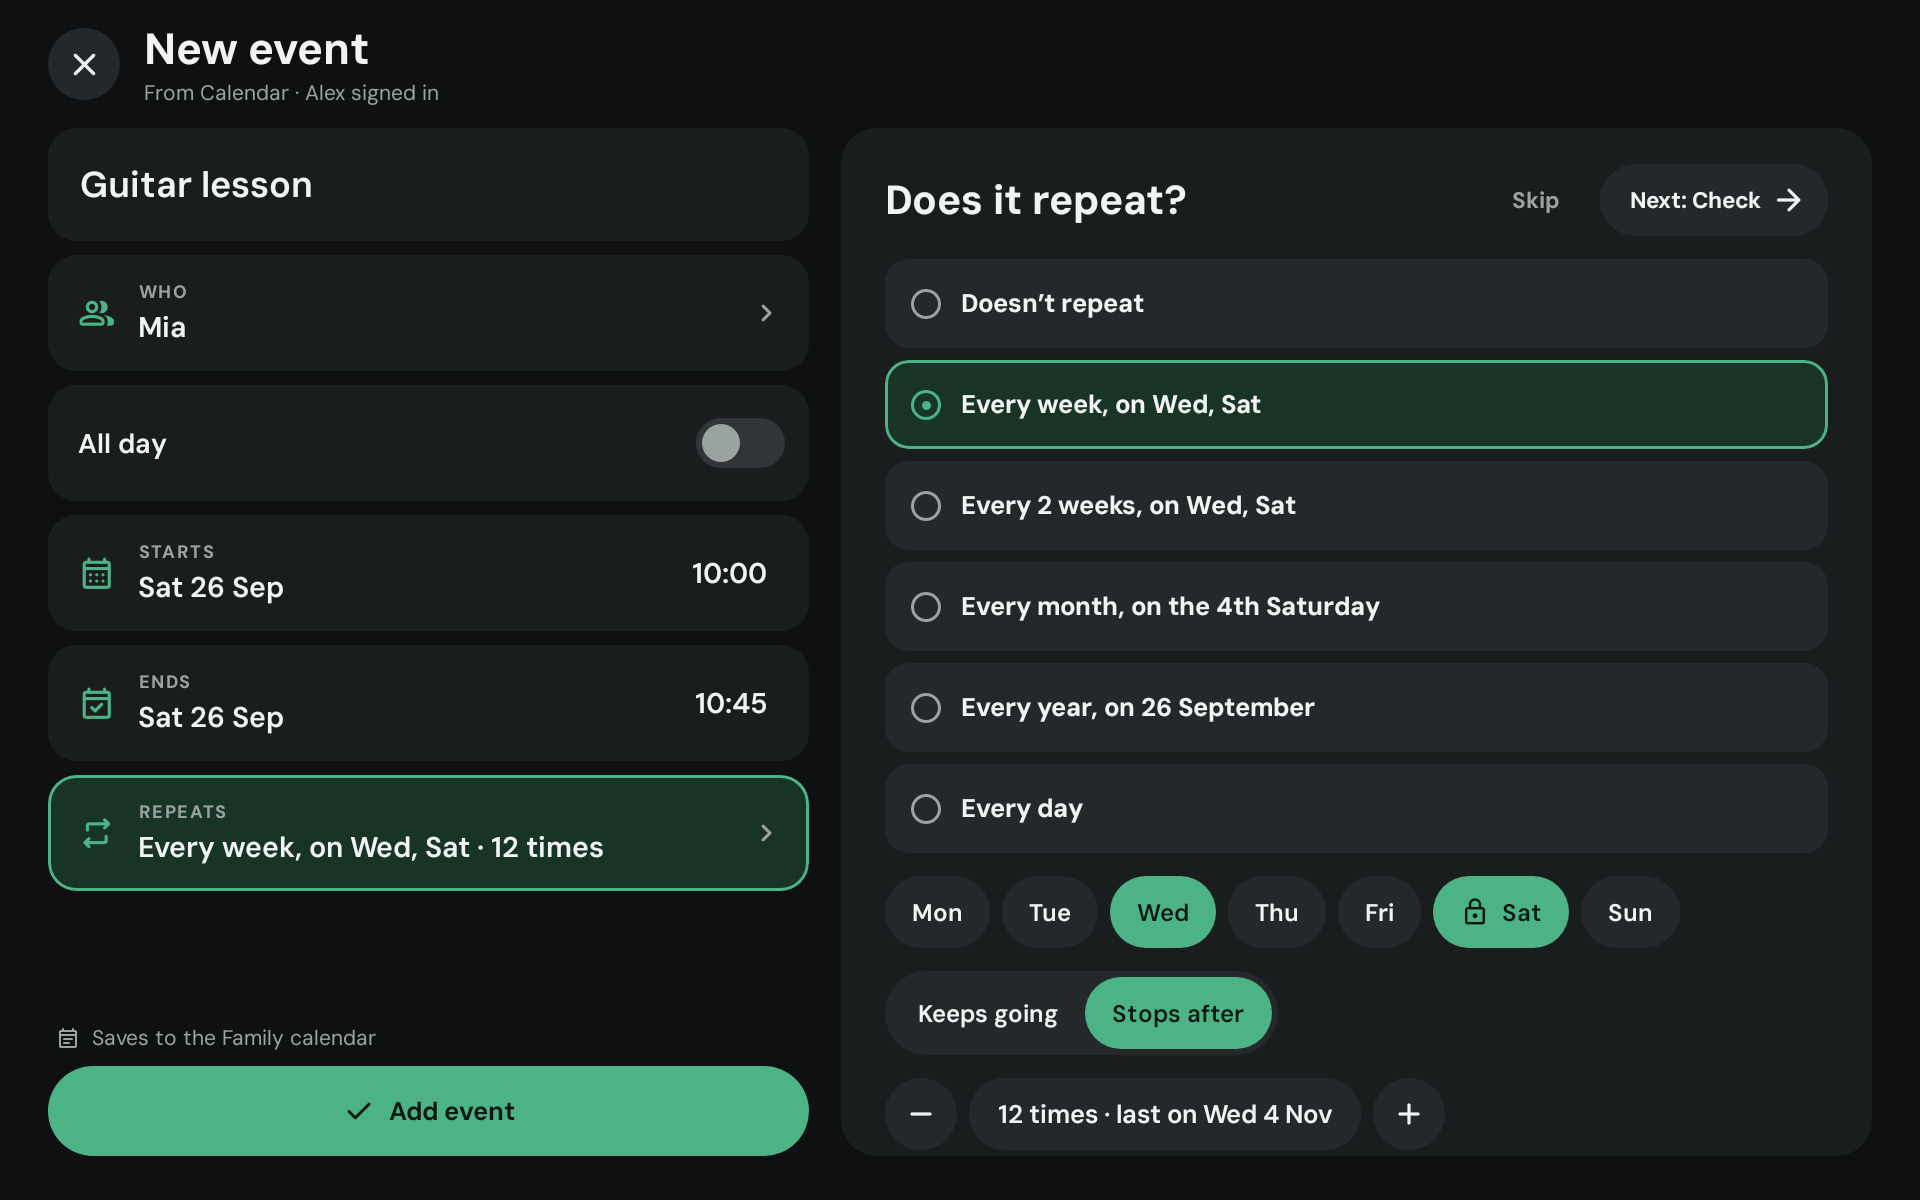 New event
From Calendar · Alex signed in
Guitar lesson
WHO
Mia
All day
STARTS
Sat 26 Sep
10:00
ENDS
Sat 26 Sep
10:45
REPEATS
Every week, on Wed, Sat · 12 times
Saves to the Family calendar
Add event
Does it repeat?
Skip
Next: Check
Doesn’t repeat
Every week, on Wed, Sat
Every 2 weeks, on Wed, Sat
Every month, on the 4th Saturday
Every year, on 26 September
Every day
Mon Tue Wed Thu Fri Sat Sun
Keeps going Stops after
12 times · last on Wed 4 Nov